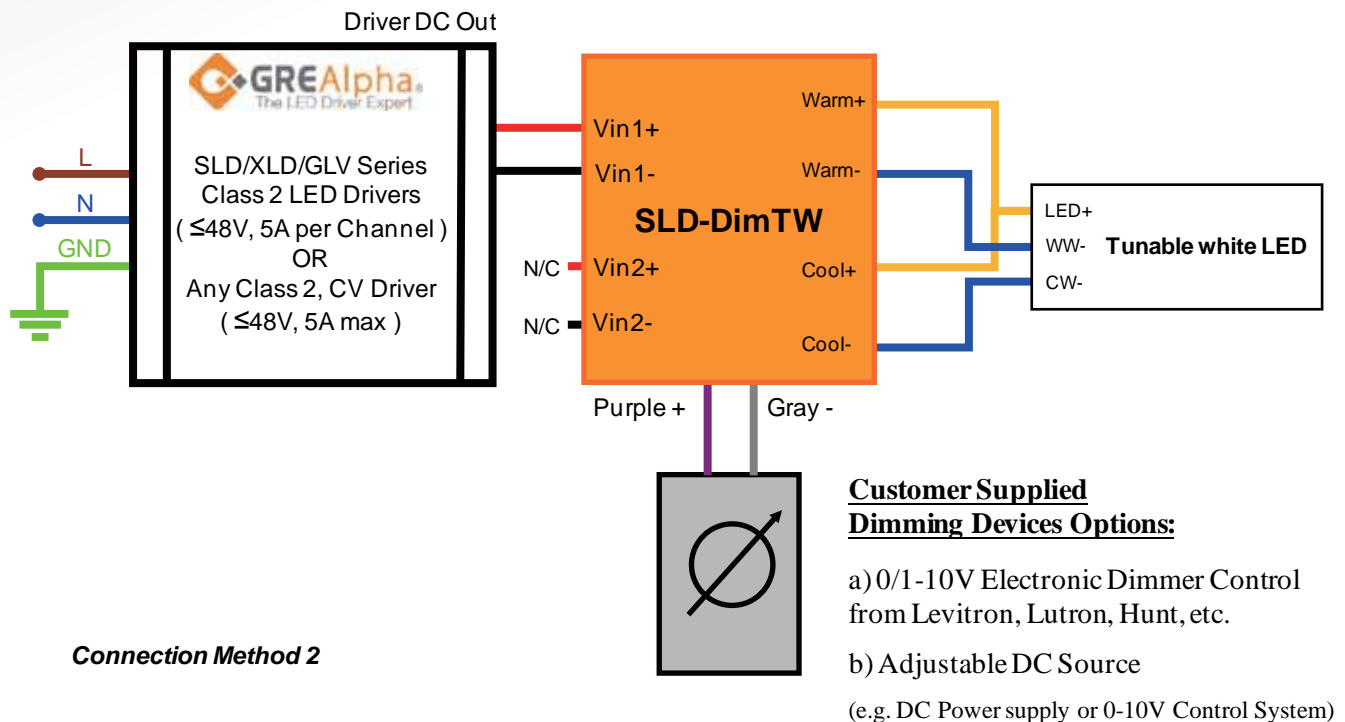 Driver DC Out
GREAlpha®
The LED Driver Expert
SLD/XLD/GLV Series
Class 2 LED Drivers
( ≤48V, 5A per Channel )
OR
Any Class 2, CV Driver
( ≤48V, 5A max )
L
N
GND
Vin1+
Vin1-
SLD-DimTW
N/C
Vin2+
N/C
Vin2-
Warm+
Warm-
Cool+
Cool-
LED+
WW-
CW-
Tunable white LED
Purple +
Gray -
Customer Supplied
Dimming Devices Options:
a) 0/1-10V Electronic Dimmer Control
from Levitron, Lutron, Hunt, etc.
b) Adjustable DC Source
(e.g. DC Power supply or 0-10V Control System)
Connection Method 2